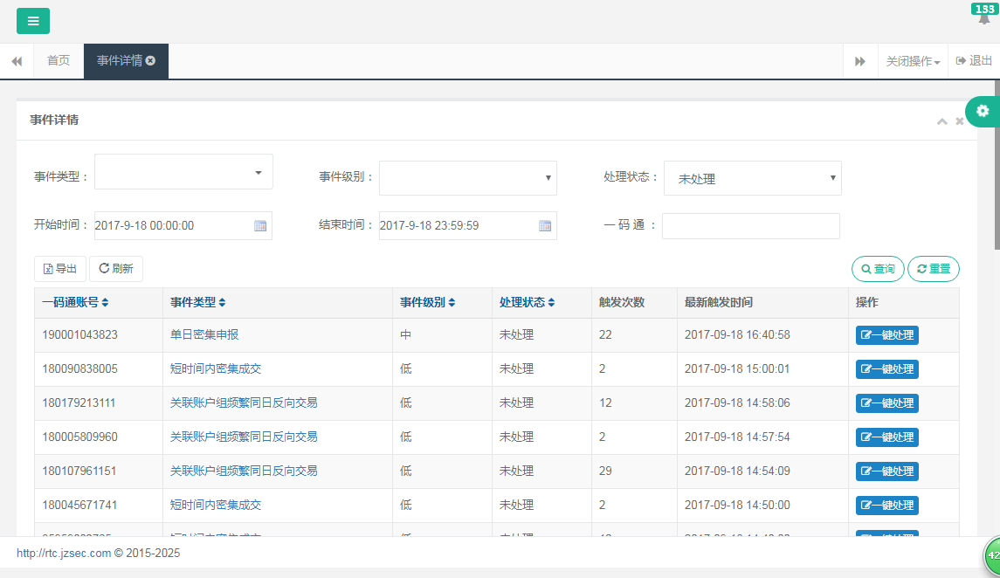 133
首页
事件详情
关闭操作
退出
事件详情
事件类型：
事件级别：
处理状态： 未处理
开始时间： 2017-9-18 00:00:00
结束时间： 2017-9-18 23:59:59
一 码 通 ：
导出 刷新 查询 重置
一码通账号 事件类型 事件级别 处理状态 触发次数 最新触发时间 操作
190001043823 单日密集申报 中 未处理 22 2017-09-18 16:40:58 一键处理
180090838005 短时间内密集成交 低 未处理 2 2017-09-18 15:00:01 一键处理
180179213111 关联账户组频繁同日反向交易 低 未处理 12 2017-09-18 14:58:06 一键处理
180005809960 关联账户组频繁同日反向交易 低 未处理 2 2017-09-18 14:57:54 一键处理
180107961151 关联账户组频繁同日反向交易 低 未处理 29 2017-09-18 14:54:09 一键处理
180045671741 短时间内密集成交 低 未处理 2 2017-09-18 14:50:00 一键处理
http://rtc.jzsec.com © 2015-2025
42